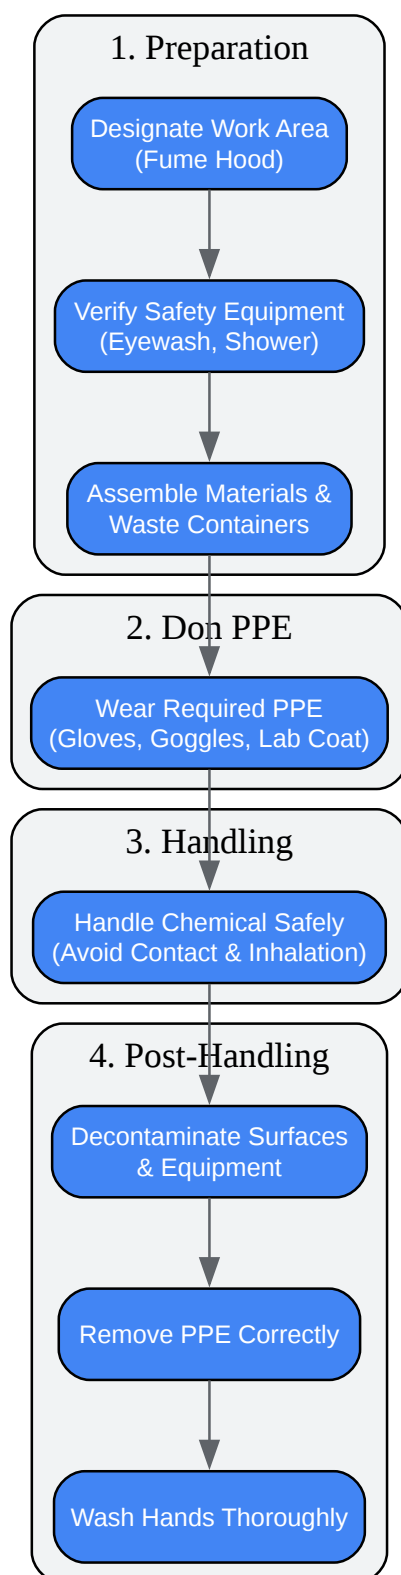 1. Preparation
Designate Work Area
(Fume Hood)
Verify Safety Equipment
(Eyewash, Shower)
Assemble Materials &
Waste Containers
2. Don PPE
Wear Required PPE
(Gloves, Goggles, Lab Coat)
3. Handling
Handle Chemical Safely
(Avoid Contact & Inhalation)
4. Post-Handling
Decontaminate Surfaces
& Equipment
Remove PPE Correctly
Wash Hands Thoroughly